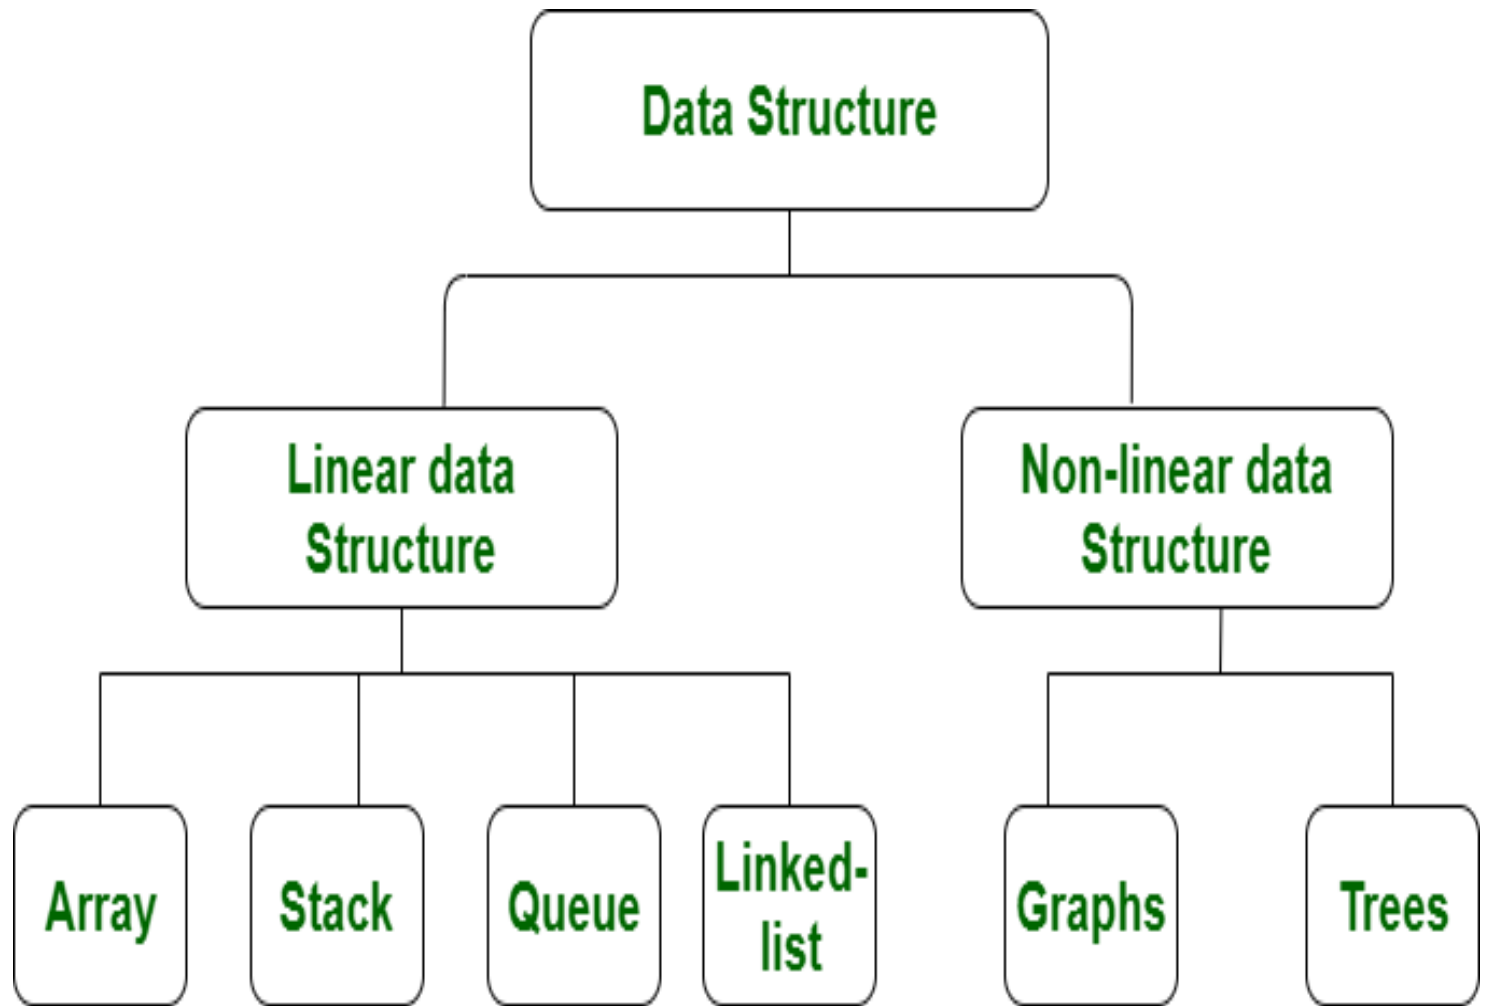 Data Structure
Linear data
Structure
Non-linear data
Structure
Array
Stack
Queue
Linked-
list
Graphs
Trees